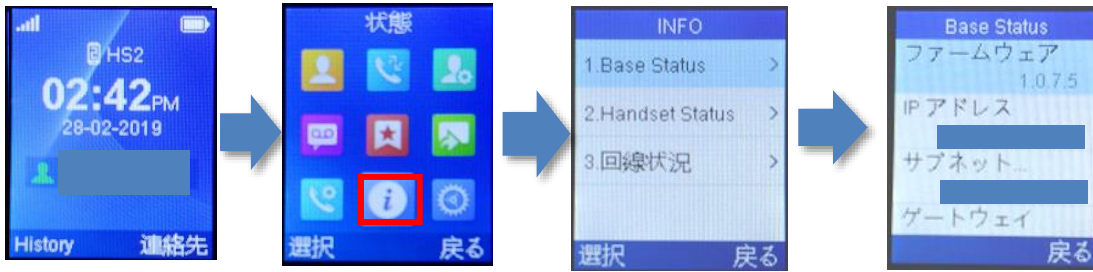 HS2
02:42PM
28-02-2019
History 連絡先
状態
選択 戻る
INFO
1.Base Status
2.Handset Status
3.回線状況
選択 戻る
Base Status
ファームウェア
1.0.7.5
IPアドレス
サブネット...
ゲートウェイ
戻る